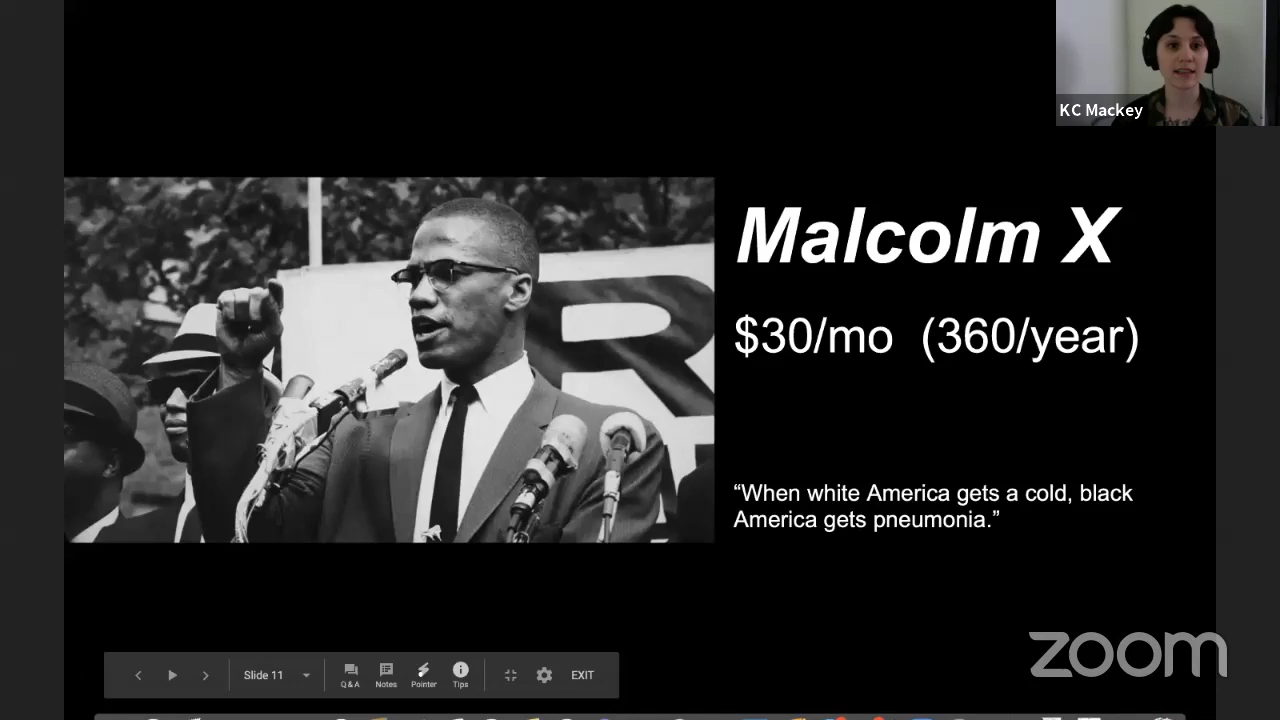 KC Mackey
Malcolm X
$30/mo (360/year)
“When white America gets a cold, black
America gets pneumonia.”
R
zoom
Slide 11
Q&A
Notes
Pointer
Tips
EXIT